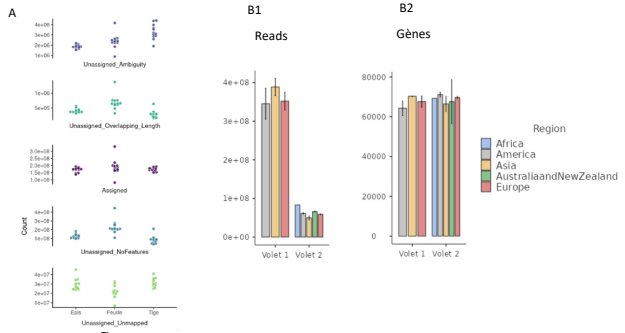 A
4e+06
3e+06
2e+06
1e+06
Unassigned_Ambiguity
1e+06
5e+05
Unassigned_Overlapping_Length
3.0e+08
2.5e+08
2.0e+08
1.5e+08
1.0e+08
Assigned
Count
4e+08
3e+08
2e+08
1e+08
Unassigned_NoFeatures
4e+07
3e+07
2e+07
1e+07
Epis Feuille Tige
Unassigned_Unmapped
B1
Reads
4e+08
3e+08
2e+08
1e+08
0e+00
Volet 1 Volet 2
B2
Gènes
80000
60000
40000
20000
0
Volet 1 Volet 2
Region
Africa
America
Asia
AustraliaandNewZealand
Europe